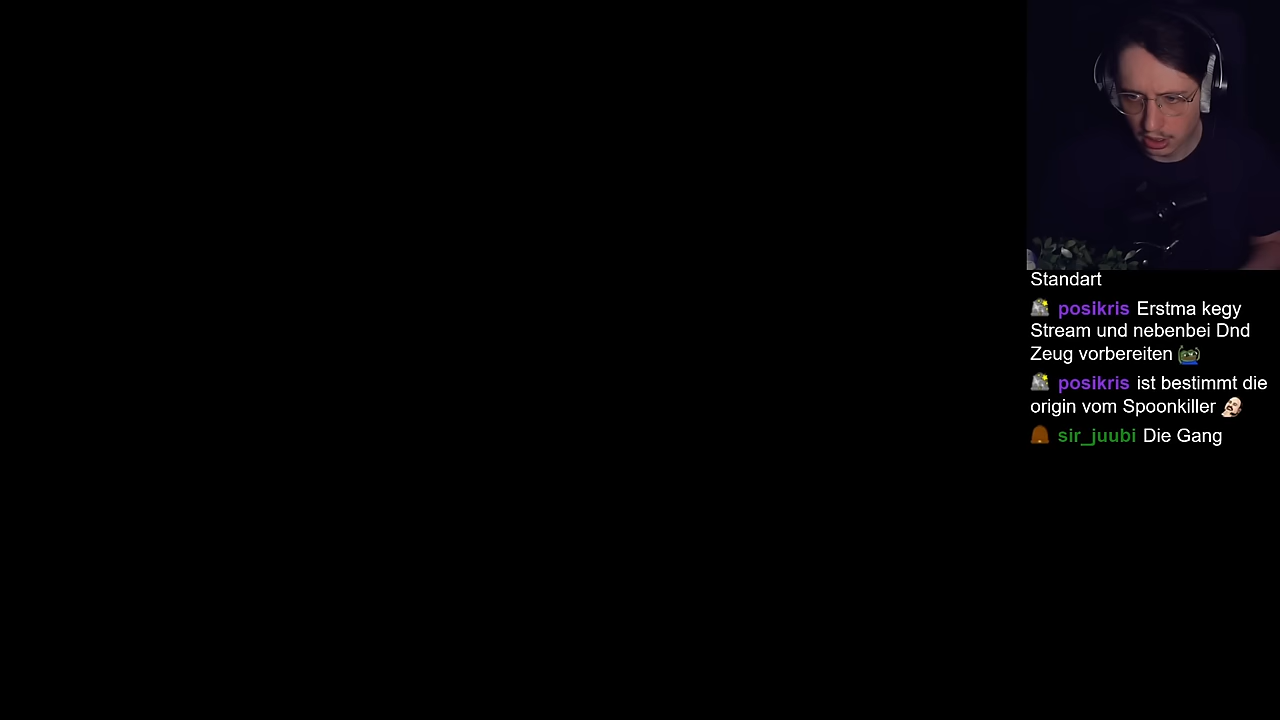 Standart
posikris Erstma kegy
Stream und nebenbei Dnd
Zeug vorbereiten
posikris ist bestimmt die
origin vom Spoonkiller
sir_juubi Die Gang